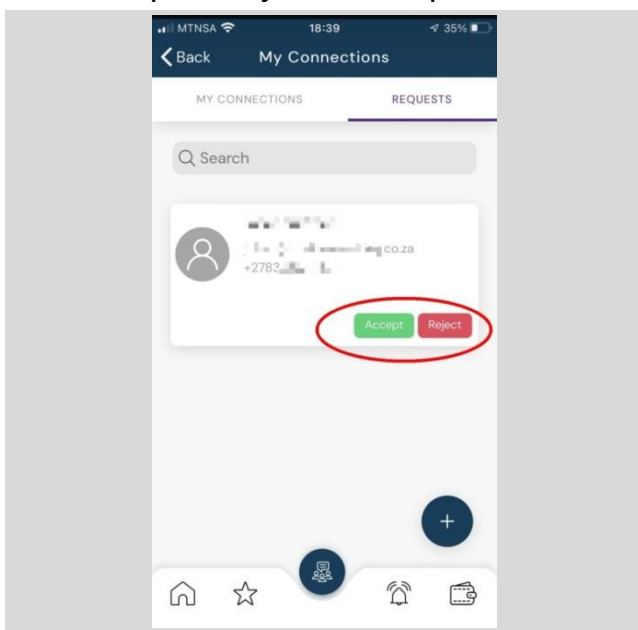 MTNSA 18:39 35%
Back My Connections
MY CONNECTIONS REQUESTS
Search
co.za
+2783
Accept Reject
+